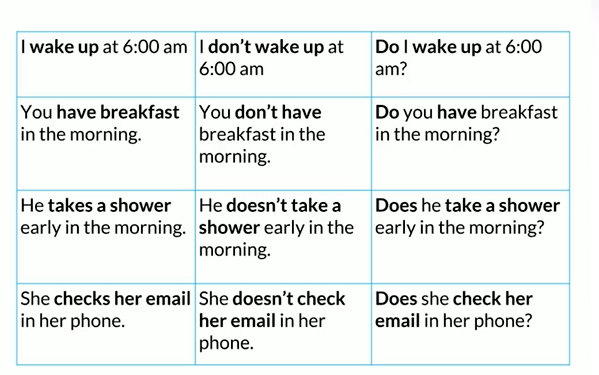 I wake up at 6:00 am
I don’t wake up at
6:00 am
Do I wake up at 6:00
am?
You have breakfast
in the morning.
You don’t have
breakfast in the
morning.
Do you have breakfast
in the morning?
He takes a shower
early in the morning.
He doesn’t take a
shower early in the
morning.
Does he take a shower
early in the morning?
She checks her email
in her phone.
She doesn’t check
her email in her
phone.
Does she check her
email in her phone?